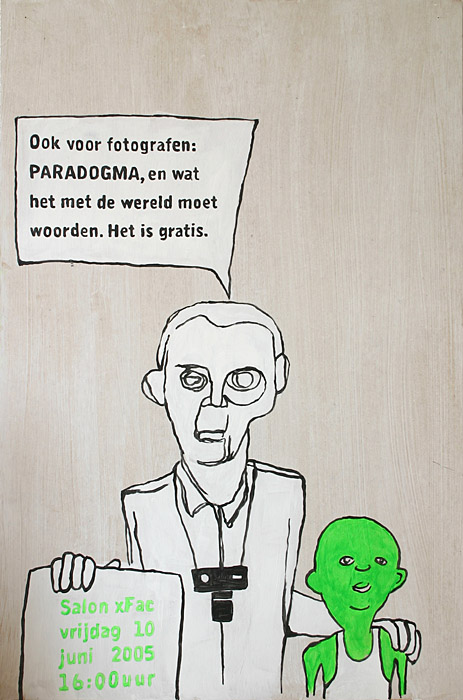 Ook voor fotografen:
PARADOGMA, en wat
het met de wereld moet
woorden. Het is gratis.
Salon xFac
vrijdag 10
juni 2005
16:00uur